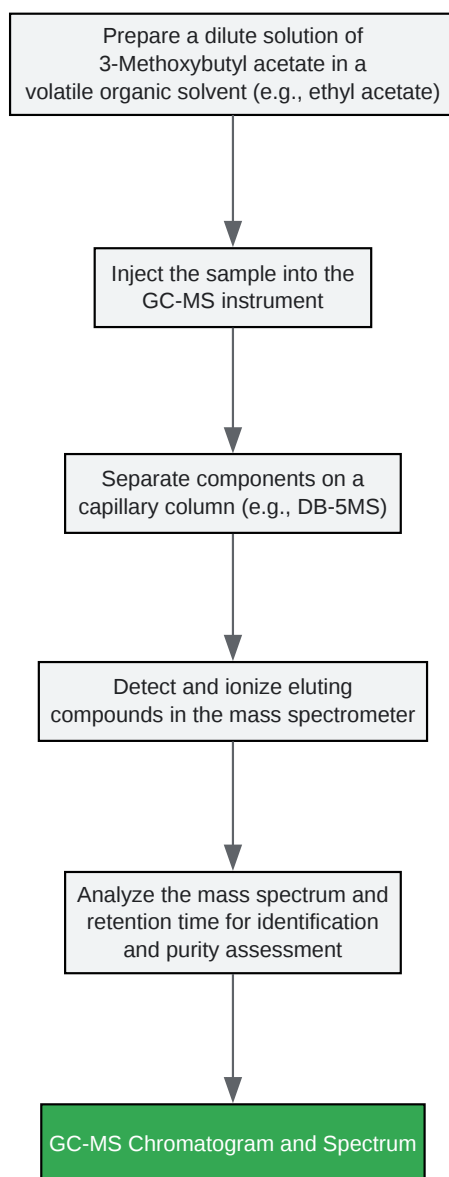 Prepare a dilute solution of
3-Methoxybutyl acetate in a
volatile organic solvent (e.g., ethyl acetate)
Inject the sample into the
GC-MS instrument
Separate components on a
capillary column (e.g., DB-5MS)
Detect and ionize eluting
compounds in the mass spectrometer
Analyze the mass spectrum and
retention time for identification
and purity assessment
GC-MS Chromatogram and Spectrum